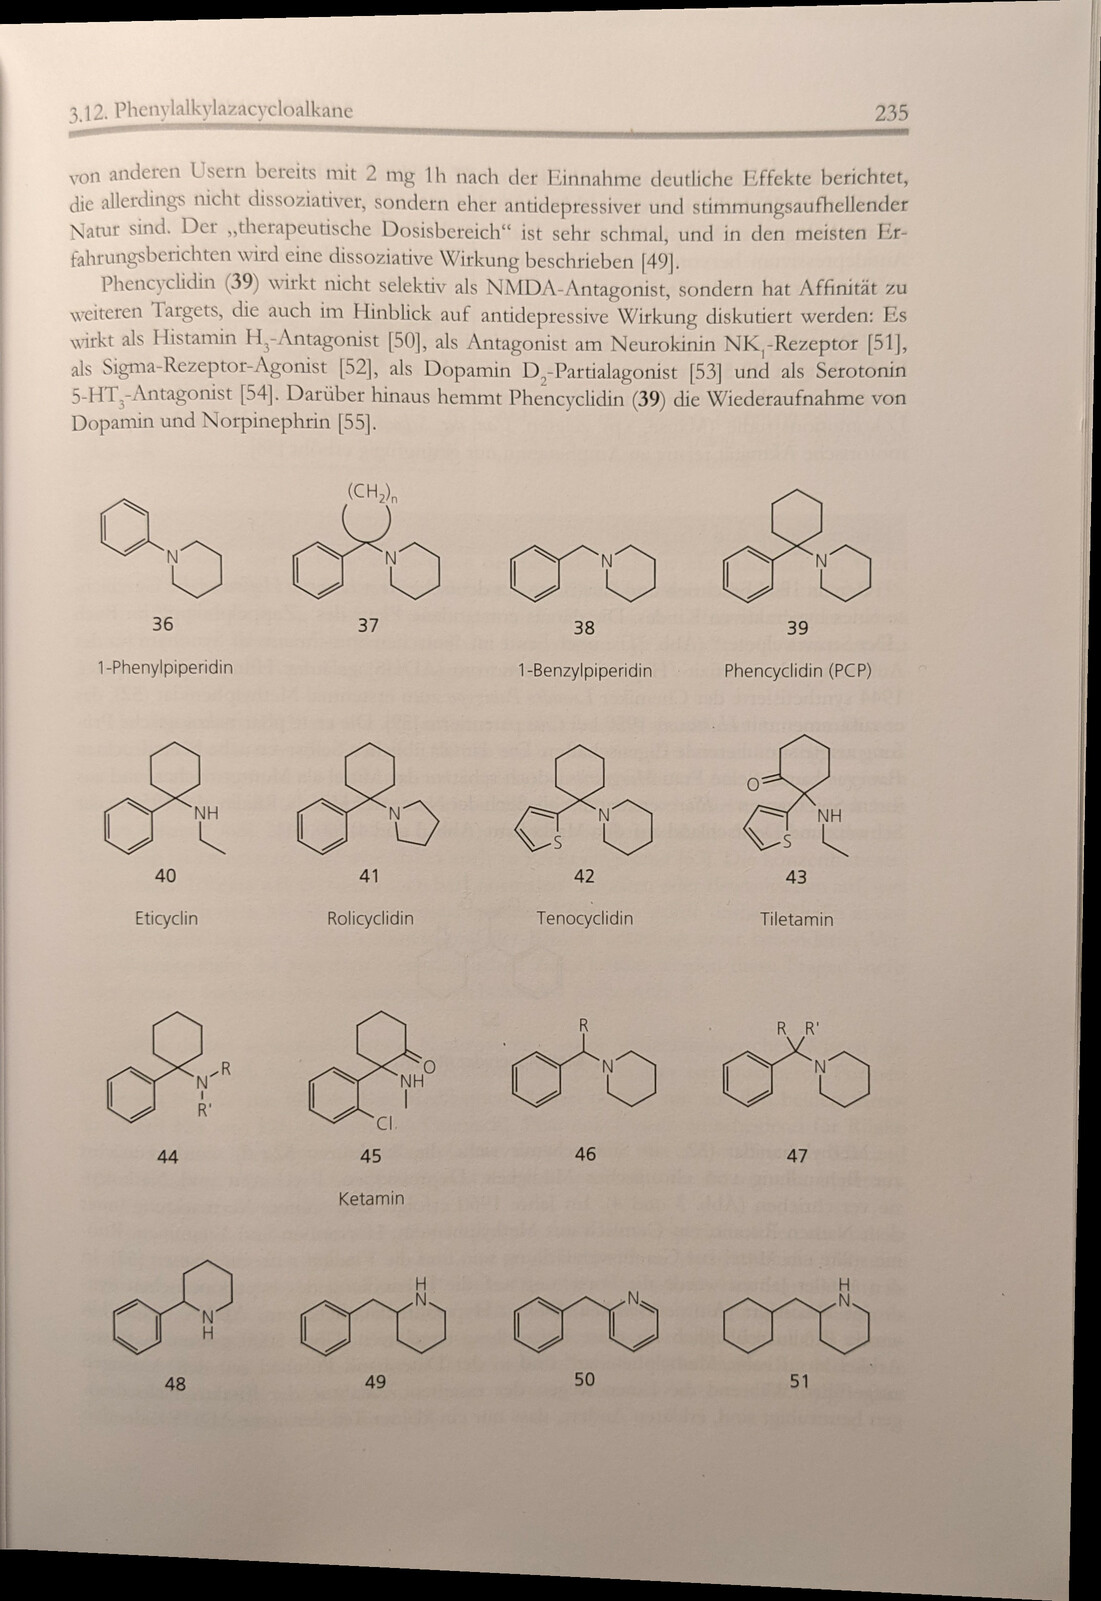 3.12. Phenylalkylazacycloalkane 235
von anderen Usern bereits mit 2 mg 1h nach der Einnahme deutliche Effekte berichtet,
die allerdings nicht dissoziativer, sondern eher antidepressiver und stimmungsaufhellender
Natur sind. Der „therapeutische Dosisbereich“ ist sehr schmal, und in den meisten Er-
fahrungsberichten wird eine dissoziative Wirkung beschrieben [49].
Phencyclidin (39) wirkt nicht selektiv als NMDA-Antagonist, sondern hat Affinität zu
weiteren Targets, die auch im Hinblick auf antidepressive Wirkung diskutiert werden: Es
wirkt als Histamin H3-Antagonist [50], als Antagonist am Neurokinin NK1-Rezeptor [51],
als Sigma-Rezeptor-Agonist [52], als Dopamin D2-Partialagonist [53] und als Serotonin
5-HT3-Antagonist [54]. Darüber hinaus hemmt Phencyclidin (39) die Wiederaufnahme von
Dopamin und Norpinephrin [55].
(CH2)n
N N N N
36 37 38 39
1-Phenylpiperidin 1-Benzylpiperidin Phencyclidin (PCP)
O
NH N N NH
S S
40 41 42 43
Eticyclin Rolicyclidin Tenocyclidin Tiletamin
R R R'
N R O N N
R' NH
Cl
44 45 46 47
Ketamin
H H
N N N N
H
48 49 50 51